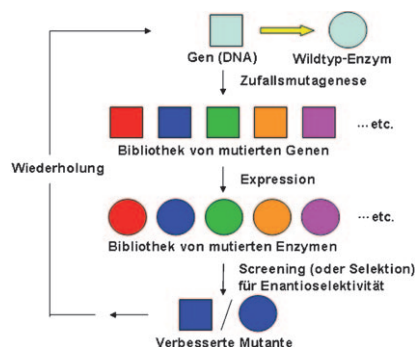 Gen (DNA)
Wildtyp-Enzym
Zufallsmutagenese
...etc.
Bibliothek von mutierten Genen
Wiederholung
Expression
...etc.
Bibliothek von mutierten Enzymen
Screening (oder Selektion)
für Enantioselektivität
/
Verbesserte Mutante